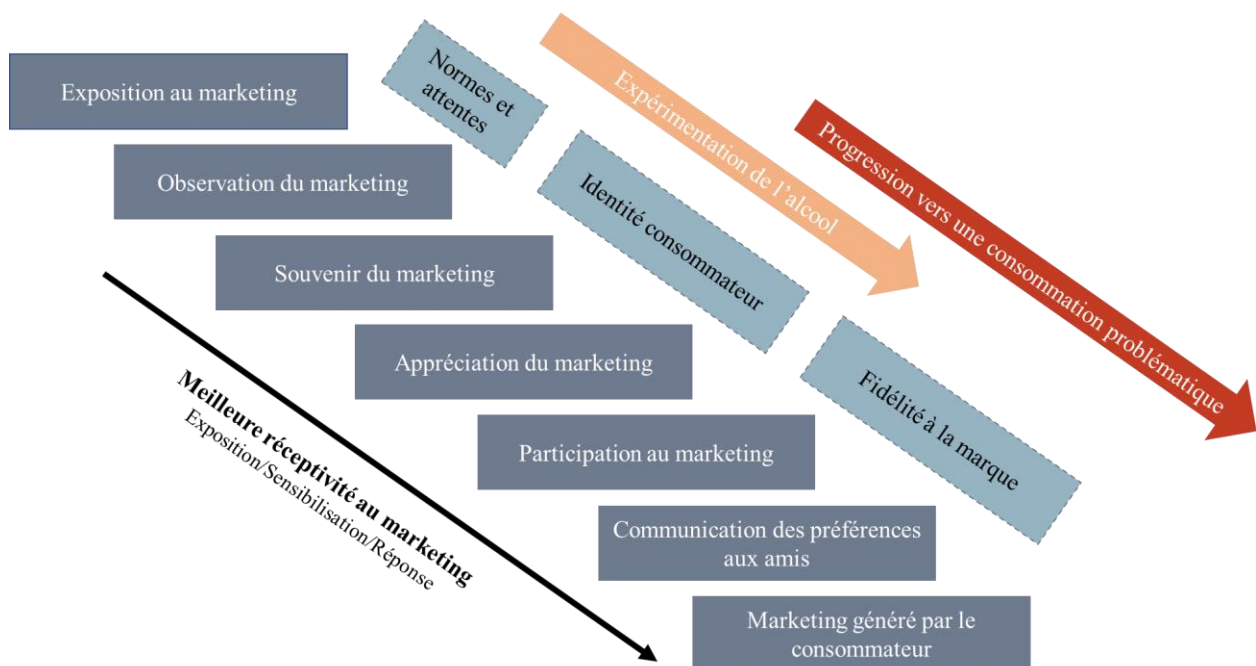 Exposition au marketing
Observation du marketing
Souvenir du marketing
Appréciation du marketing
Participation au marketing
Communication des préférences
aux amis
Marketing généré par le
consommateur
Meilleure réceptivité au marketing
Exposition/Sensibilisation/Réponse
Normes et
attentes
Identité consommateur
Fidélité à la marque
Expérimentation de l’alcool
Progression vers une consommation problématique